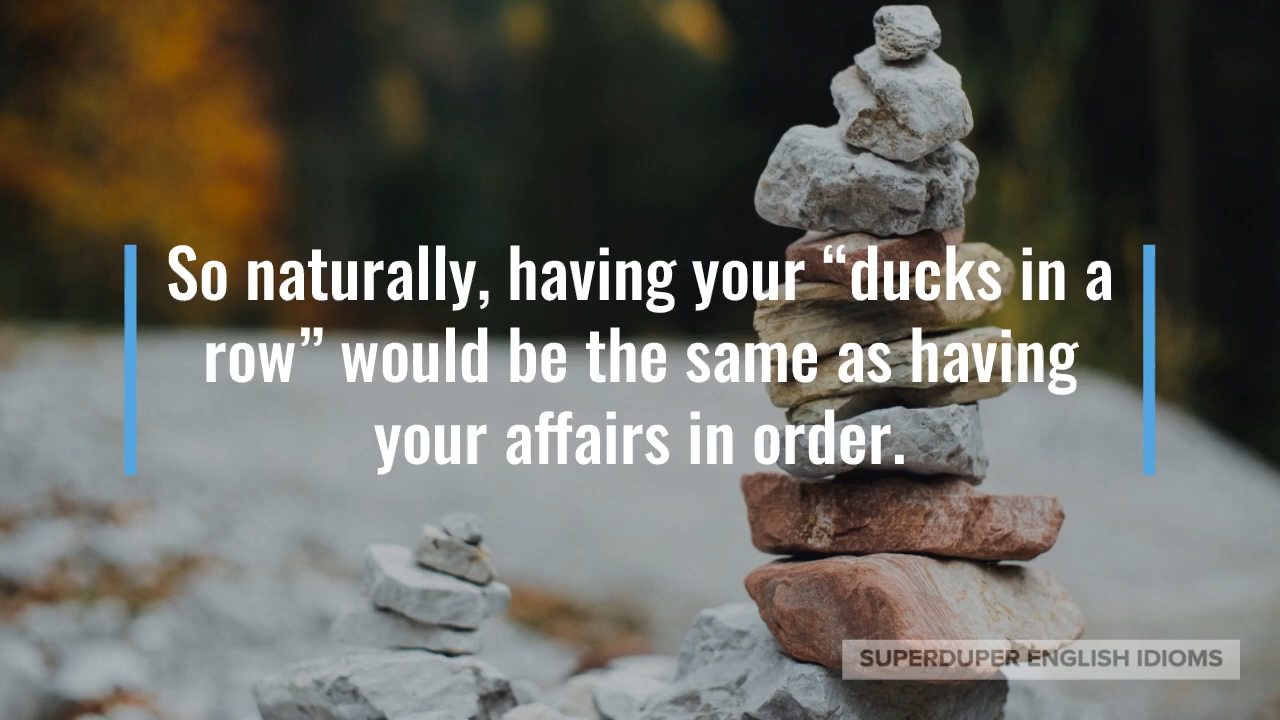 So naturally, having your “ducks in a
row” would be the same as having
your affairs in order.
SUPERDUPER ENGLISH IDIOMS